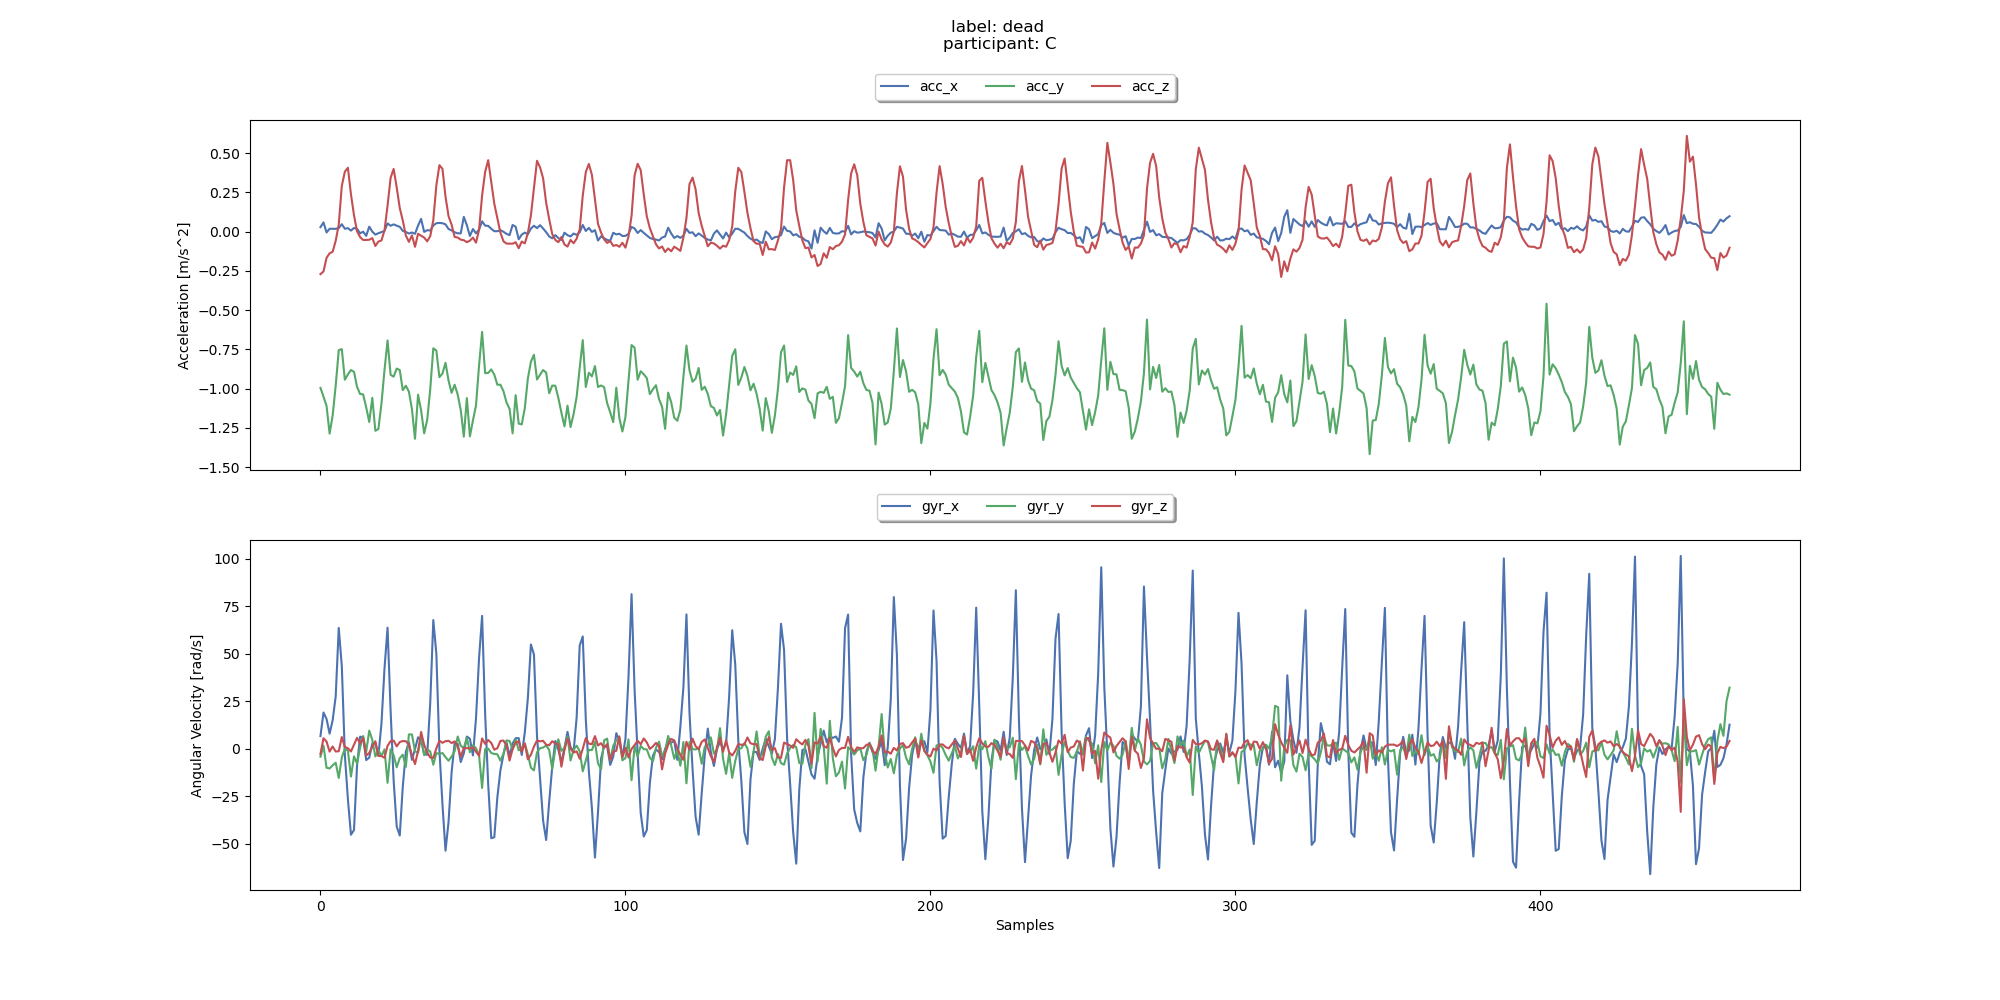 label: dead
participant: C
acc_x acc_y acc_z
0.50
0.25
0.00
−0.25
−0.50
−0.75
−1.00
−1.25
−1.50
Acceleration [m/s^2]
gyr_x gyr_y gyr_z
100
75
50
25
0
−25
−50
Angular Velocity [rad/s]
0 100 200 300 400
Samples